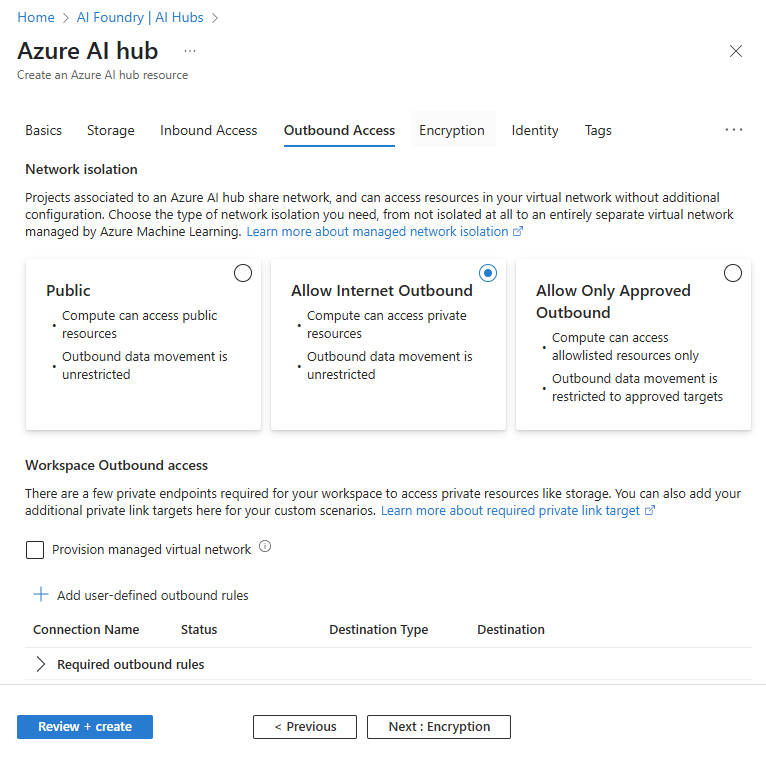 Home > AI Foundry | AI Hubs >
Azure AI hub ...
Create an Azure AI hub resource
Basics Storage Inbound Access Outbound Access Encryption Identity Tags ...
Network isolation
Projects associated to an Azure AI hub share network, and can access resources in your virtual network without additional
configuration. Choose the type of network isolation you need, from not isolated at all to an entirely separate virtual network
managed by Azure Machine Learning. Learn more about managed network isolation
Public
• Compute can access public
resources
• Outbound data movement is
unrestricted
Allow Internet Outbound
• Compute can access private
resources
• Outbound data movement is
unrestricted
Allow Only Approved
Outbound
• Compute can access
allowlisted resources only
• Outbound data movement is
restricted to approved targets
Workspace Outbound access
There are a few private endpoints required for your workspace to access private resources like storage. You can also add your
additional private link targets here for your custom scenarios. Learn more about required private link target
Provision managed virtual network
+ Add user-defined outbound rules
Connection Name Status Destination Type Destination
> Required outbound rules
Review + create < Previous Next : Encryption